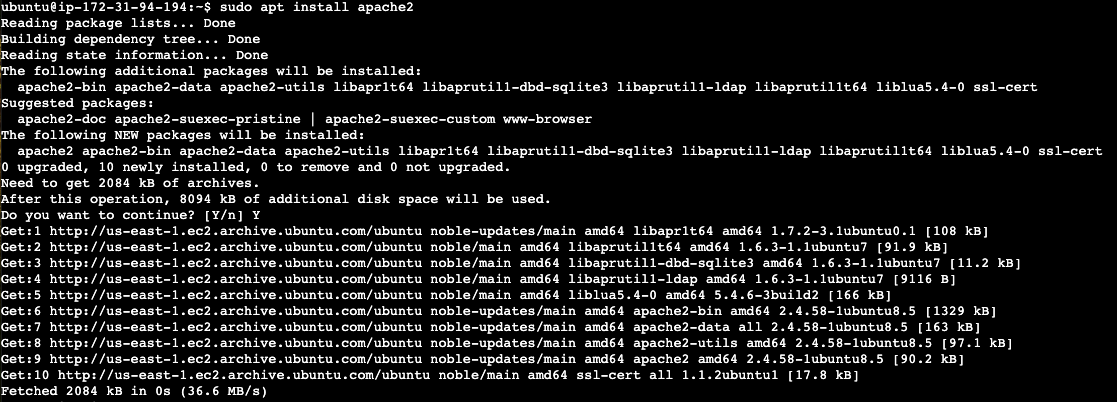 ubuntu@ip-172-31-94-194:~$ sudo apt install apache2
Reading package lists... Done
Building dependency tree... Done
Reading state information... Done
The following additional packages will be installed:
  apache2-bin apache2-data apache2-utils libapr1t64 libaprutil1-dbd-sqlite3 libaprutil1-ldap libaprutil1t64 liblua5.4-0 ssl-cert
Suggested packages:
  apache2-doc apache2-suexec-pristine | apache2-suexec-custom www-browser
The following NEW packages will be installed:
  apache2 apache2-bin apache2-data apache2-utils libapr1t64 libaprutil1-dbd-sqlite3 libaprutil1-ldap libaprutil1t64 liblua5.4-0 ssl-cert
0 upgraded, 10 newly installed, 0 to remove and 0 not upgraded.
Need to get 2084 kB of archives.
After this operation, 8094 kB of additional disk space will be used.
Do you want to continue? [Y/n] Y
Get:1 http://us-east-1.ec2.archive.ubuntu.com/ubuntu noble-updates/main amd64 libapr1t64 amd64 1.7.2-3.1ubuntu0.1 [108 kB]
Get:2 http://us-east-1.ec2.archive.ubuntu.com/ubuntu noble/main amd64 libaprutil1t64 amd64 1.6.3-1.1ubuntu7 [91.9 kB]
Get:3 http://us-east-1.ec2.archive.ubuntu.com/ubuntu noble/main amd64 libaprutil1-dbd-sqlite3 amd64 1.6.3-1.1ubuntu7 [11.2 kB]
Get:4 http://us-east-1.ec2.archive.ubuntu.com/ubuntu noble/main amd64 libaprutil1-ldap amd64 1.6.3-1.1ubuntu7 [9116 B]
Get:5 http://us-east-1.ec2.archive.ubuntu.com/ubuntu noble/main amd64 liblua5.4-0 amd64 5.4.6-3build2 [166 kB]
Get:6 http://us-east-1.ec2.archive.ubuntu.com/ubuntu noble-updates/main amd64 apache2-bin amd64 2.4.58-1ubuntu8.5 [1329 kB]
Get:7 http://us-east-1.ec2.archive.ubuntu.com/ubuntu noble-updates/main amd64 apache2-data all 2.4.58-1ubuntu8.5 [163 kB]
Get:8 http://us-east-1.ec2.archive.ubuntu.com/ubuntu noble-updates/main amd64 apache2-utils amd64 2.4.58-1ubuntu8.5 [97.1 kB]
Get:9 http://us-east-1.ec2.archive.ubuntu.com/ubuntu noble-updates/main amd64 apache2 amd64 2.4.58-1ubuntu8.5 [90.2 kB]
Get:10 http://us-east-1.ec2.archive.ubuntu.com/ubuntu noble/main amd64 ssl-cert all 1.1.2ubuntu1 [17.8 kB]
Fetched 2084 kB in 0s (36.6 MB/s)